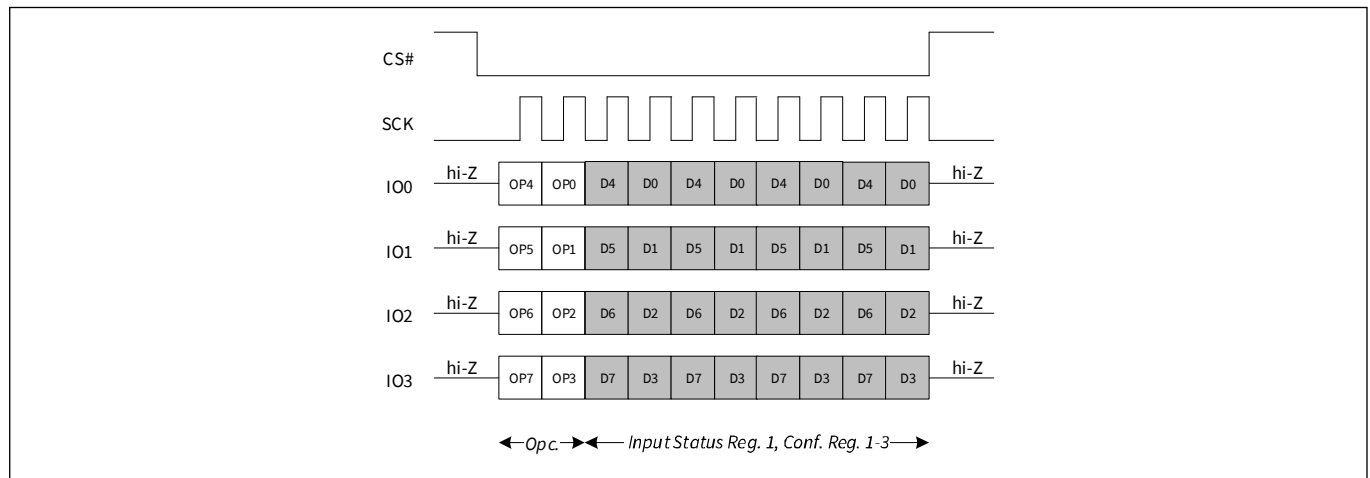 CS#
SCK
IO0 hi-Z OP4 OP0 D4 D0 D4 D0 D4 D0 D4 D0 hi-Z
IO1 hi-Z OP5 OP1 D5 D1 D5 D1 D5 D1 D5 D1 hi-Z
IO2 hi-Z OP6 OP2 D6 D2 D6 D2 D6 D2 D6 D2 hi-Z
IO3 hi-Z OP7 OP3 D7 D3 D7 D3 D7 D3 D7 D3 hi-Z
Opc. Input Status Reg. 1, Conf. Reg. 1-3